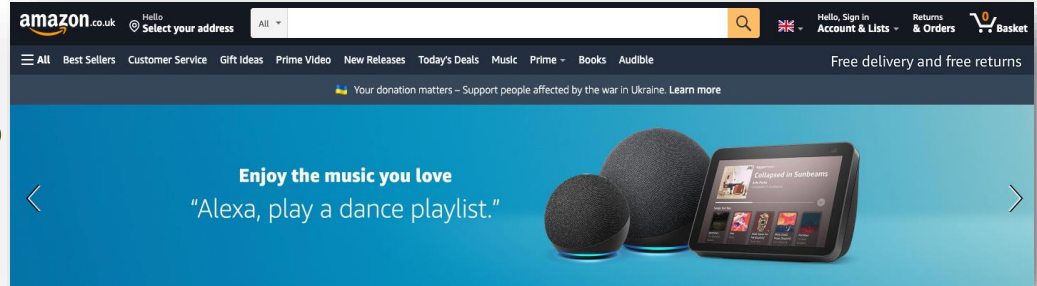 amazon.co.uk
Hello
Select your address
All
Hello, Sign in
Account & Lists
Returns
& Orders
0
Basket
All Best Sellers Customer Service Gift Ideas Prime Video New Releases Today's Deals Music Prime Books Audible Free delivery and free returns
Your donation matters – Support people affected by the war in Ukraine. Learn more
Enjoy the music you love
"Alexa, play a dance playlist."
Collapsed in Sunbeams